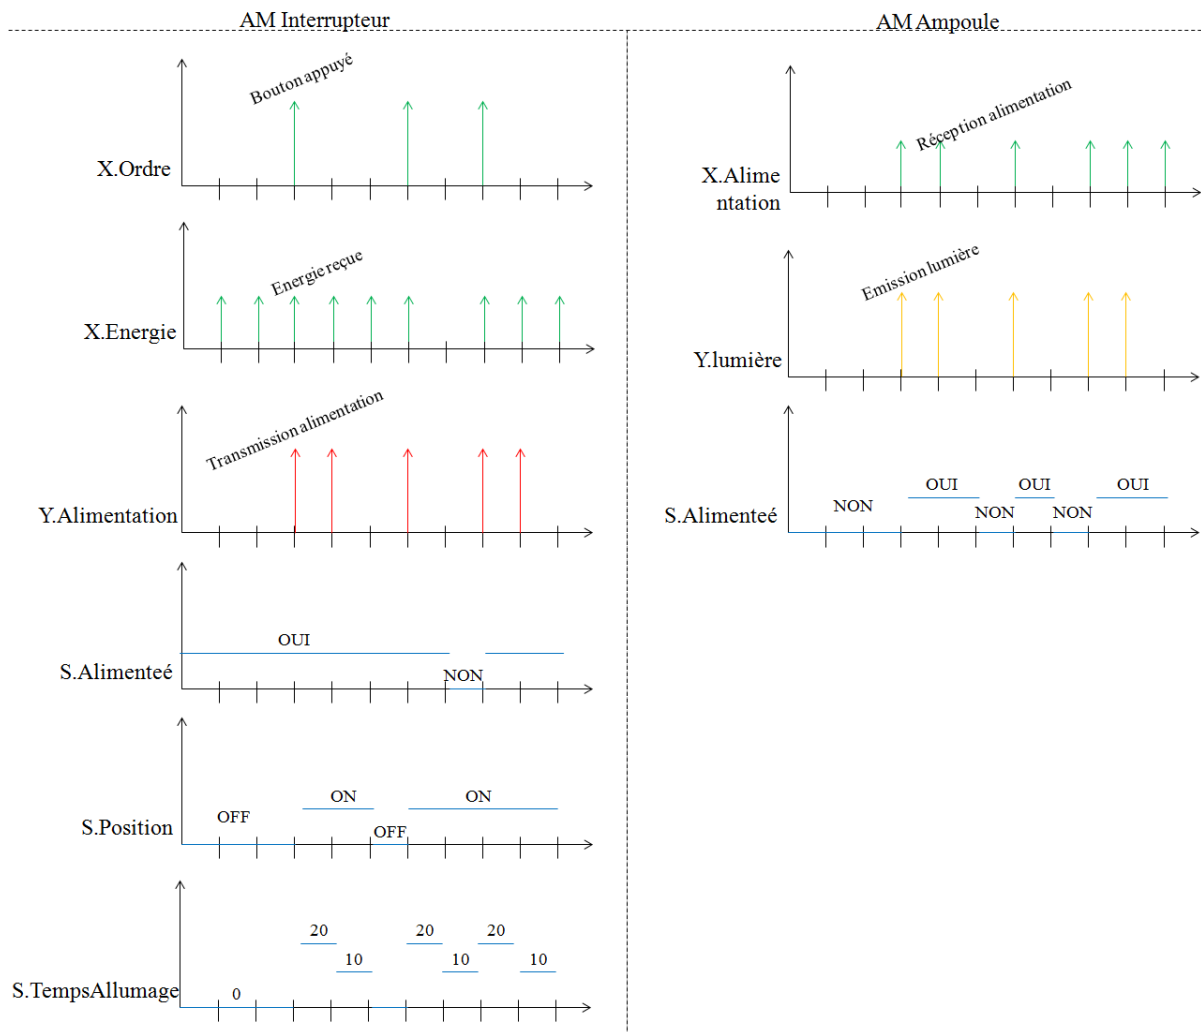 AM Interrupteur
Bouton appuyé
X.Ordre
Energie reçue
X.Energie
Transmission alimentation
Y.Alimentation
OUI
NON
S.Alimenteé
ON
ON
OFF
OFF
S.Position
20
20
20
10
10
10
0
S.TempsAllumage
AM Ampoule
Réception alimentation
X.Alime
ntation
Emission lumière
Y.lumière
OUI
OUI
OUI
NON
NON
NON
S.Alimenteé